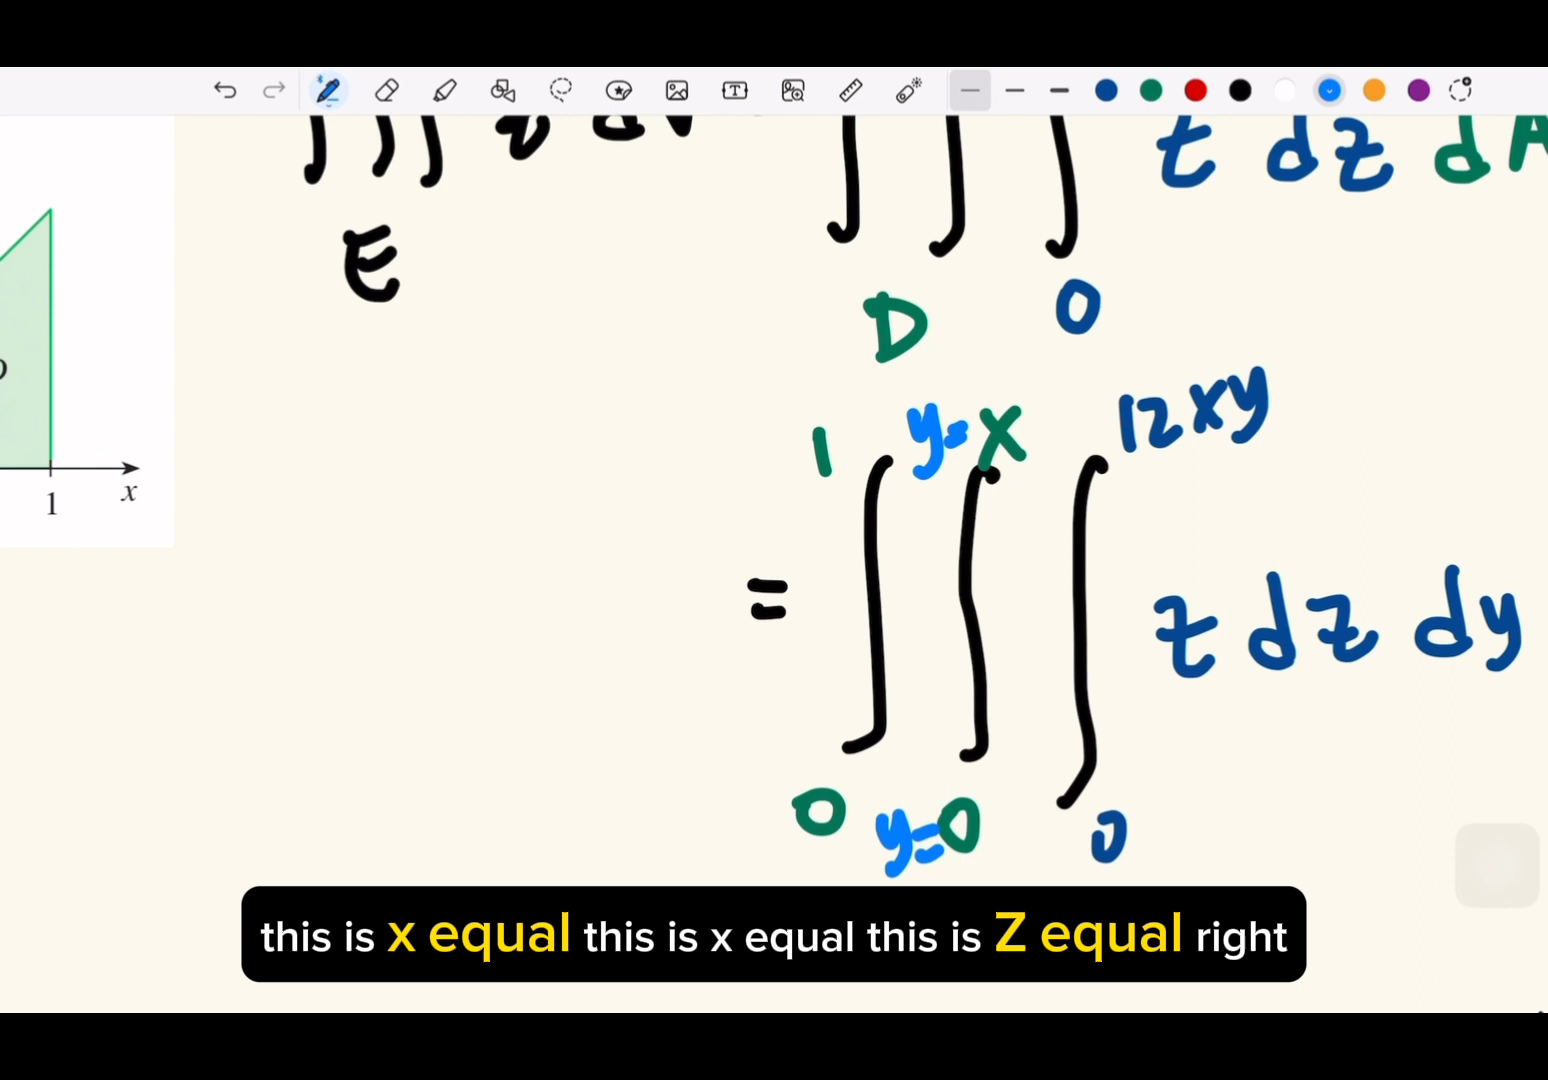 ∫∫∫ z dV ∫∫∫ z dz dA
E
D 0
1 x
1 y= x 12xy
= ∫∫∫ z dz dy
0 y=0 0
this is x equal this is x equal this is Z equal right